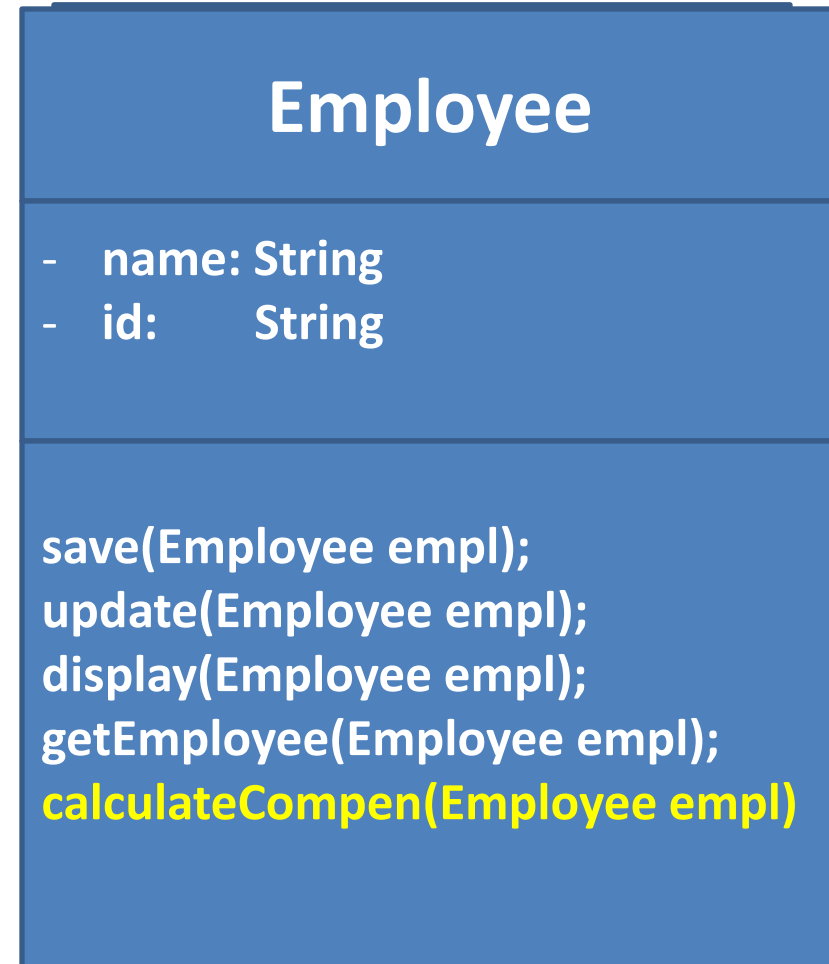 Employee
- name: String
- id: String
save(Employee empl);
update(Employee empl);
display(Employee empl);
getEmployee(Employee empl);
calculateCompen(Employee empl)